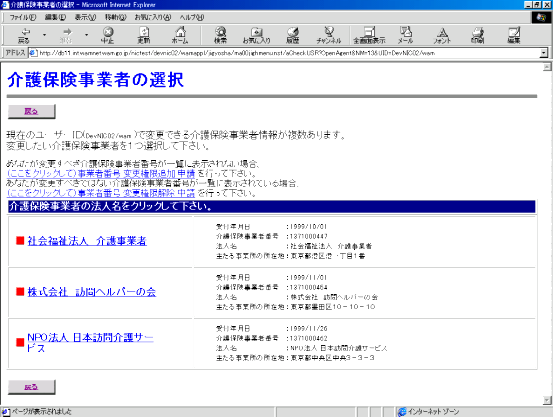 介護保険事業者の選択 - Microsoft Internet Explorer
ファイル(F) 編集(E) 表示(V) 移動(G) お気に入り(A) ヘルプ(H)
戻る 進む 中止 更新 ホーム 検索 お気に入り 履歴 チャンネル 全画面表示 メール フォント 印刷 編集
アドレス
介護保険事業者の選択
戻る
現在のユーザID(DevNIC02/wam)で変更できる介護保険事業者情報が複数あります。
変更したい介護保険事業者を1つ選択して下さい。
あなたが変更すべき介護保険事業者番号が一覧に表示されない場合、
(ここをクリックして)事業者番号 変更権限追加 申請 を行って下さい。
あなたが変更すべきではない介護保険事業者番号が一覧に表示されている場合、
(ここをクリックして)事業者番号 変更権限解除 申請 を行って下さい。
介護保険事業者の法人名をクリックして下さい。
社会福祉法人 介護事業者
受付年月日 :1999/10/01
介護保険事業者番号 :1371000447
法人名 :社会福祉法人 介護事業者
主たる事業所の所在地:東京都港区港一丁目1番
株式会社 訪問ヘルパーの会
受付年月日 :1999/11/01
介護保険事業者番号 :1371000454
法人名 :株式会社 訪問ヘルパーの会
主たる事業所の所在地:東京都墨田区10-10-10
NPO法人 日本訪問介護サービス
受付年月日 :1999/11/26
介護保険事業者番号 :1371000462
法人名 :NPO法人 日本訪問介護サービス
主たる事業所の所在地:東京都中央区中央3-3-3
戻る
ページが表示されました インターネット ゾーン